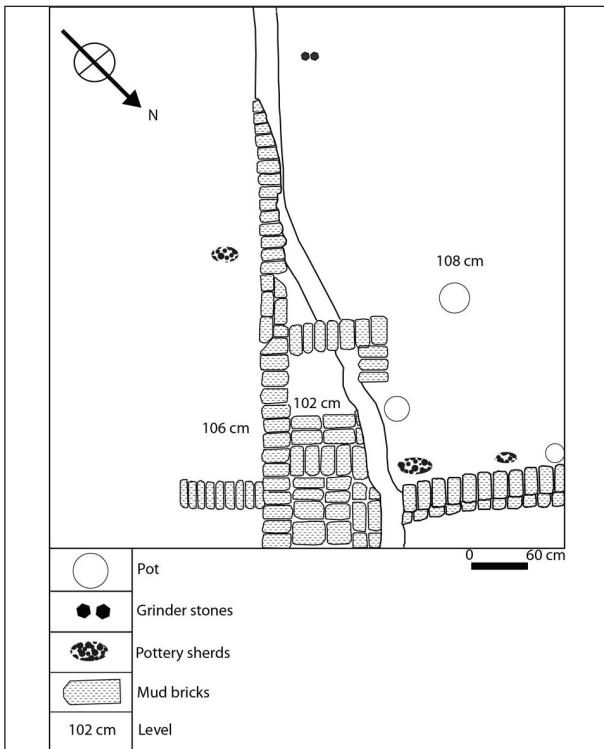 N
108 cm
102 cm
106 cm
0 60 cm
Pot
Grinder stones
Pottery sherds
Mud bricks
102 cm Level